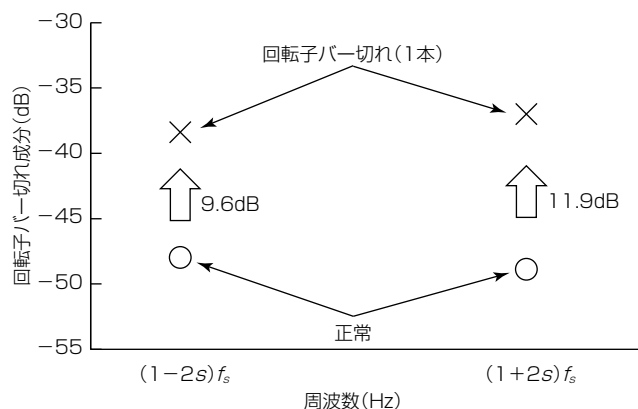 −30
−35
−40
−45
−50
−55
回転子バー切れ成分(dB)
回転子バー切れ(1本)
9.6dB
11.9dB
正常
(1−2s)fs
(1+2s)fs
周波数(Hz)